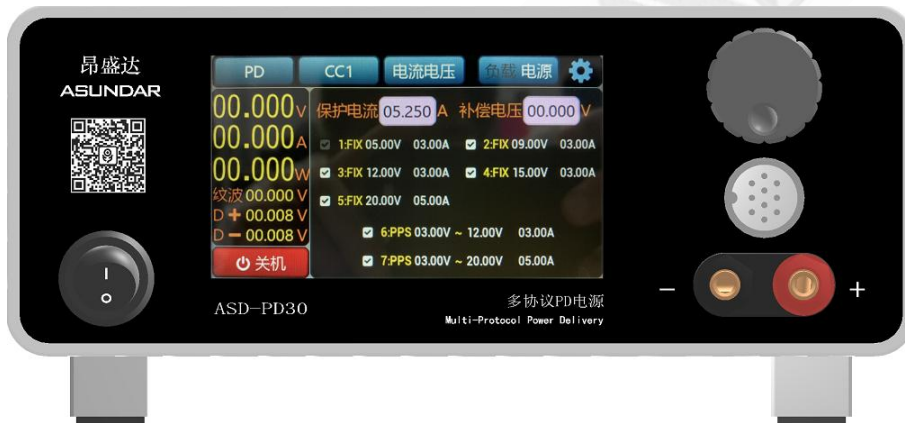 昂盛达
ASUNDAR
PD CC1 电流电压 负载 电源
00.000 V
00.000 A
00.000 W
纹波 00.000 V
D + 00.008 V
D − 00.008 V
关机
保护电流 05.250 A 补偿电压 00.000 V
1:FIX 05.00V 03.00A 2:FIX 09.00V 03.00A
3:FIX 12.00V 03.00A 4:FIX 15.00V 03.00A
5:FIX 20.00V 05.00A
6:PPS 03.00V ~ 12.00V 03.00A
7:PPS 03.00V ~ 20.00V 05.00A
I
O
ASD-PD30
多协议PD电源
Multi-Protocol Power Delivery
− +